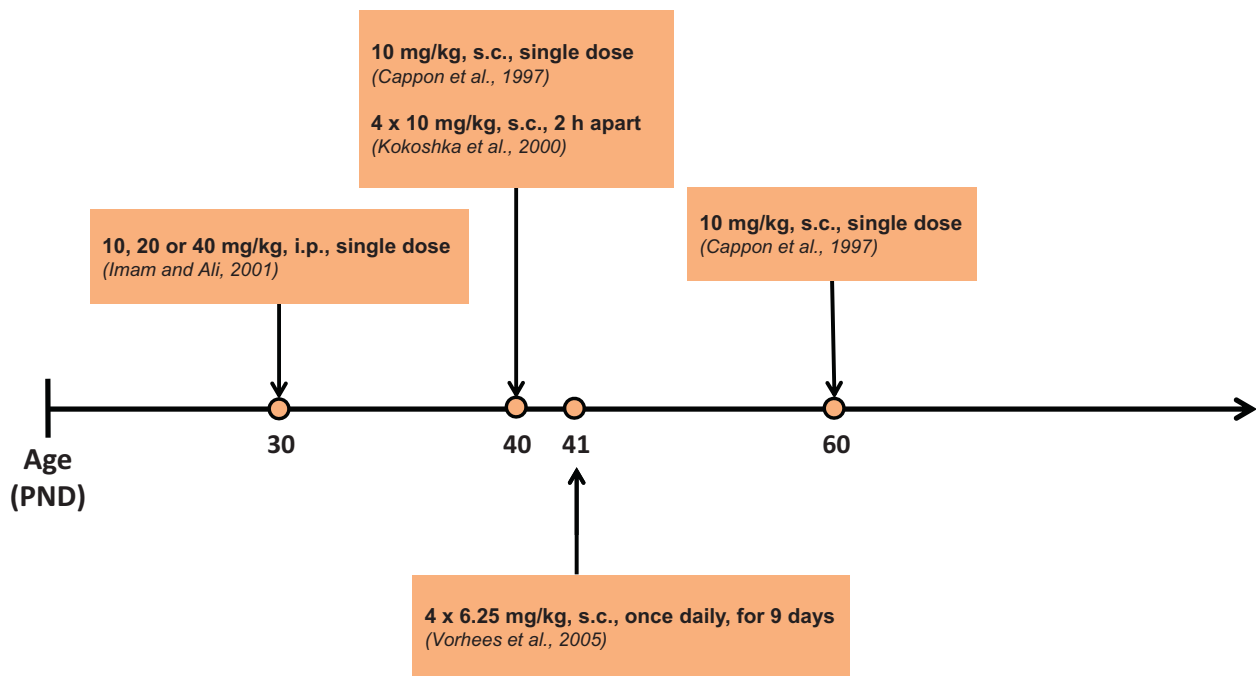 10 mg/kg, s.c., single dose
(Cappon et al., 1997)
4 x 10 mg/kg, s.c., 2 h apart
(Kokoshka et al., 2000)
10, 20 or 40 mg/kg, i.p., single dose
(Imam and Ali, 2001)
10 mg/kg, s.c., single dose
(Cappon et al., 1997)
30
40
41
60
Age
(PND)
4 x 6.25 mg/kg, s.c., once daily, for 9 days
(Vorhees et al., 2005)